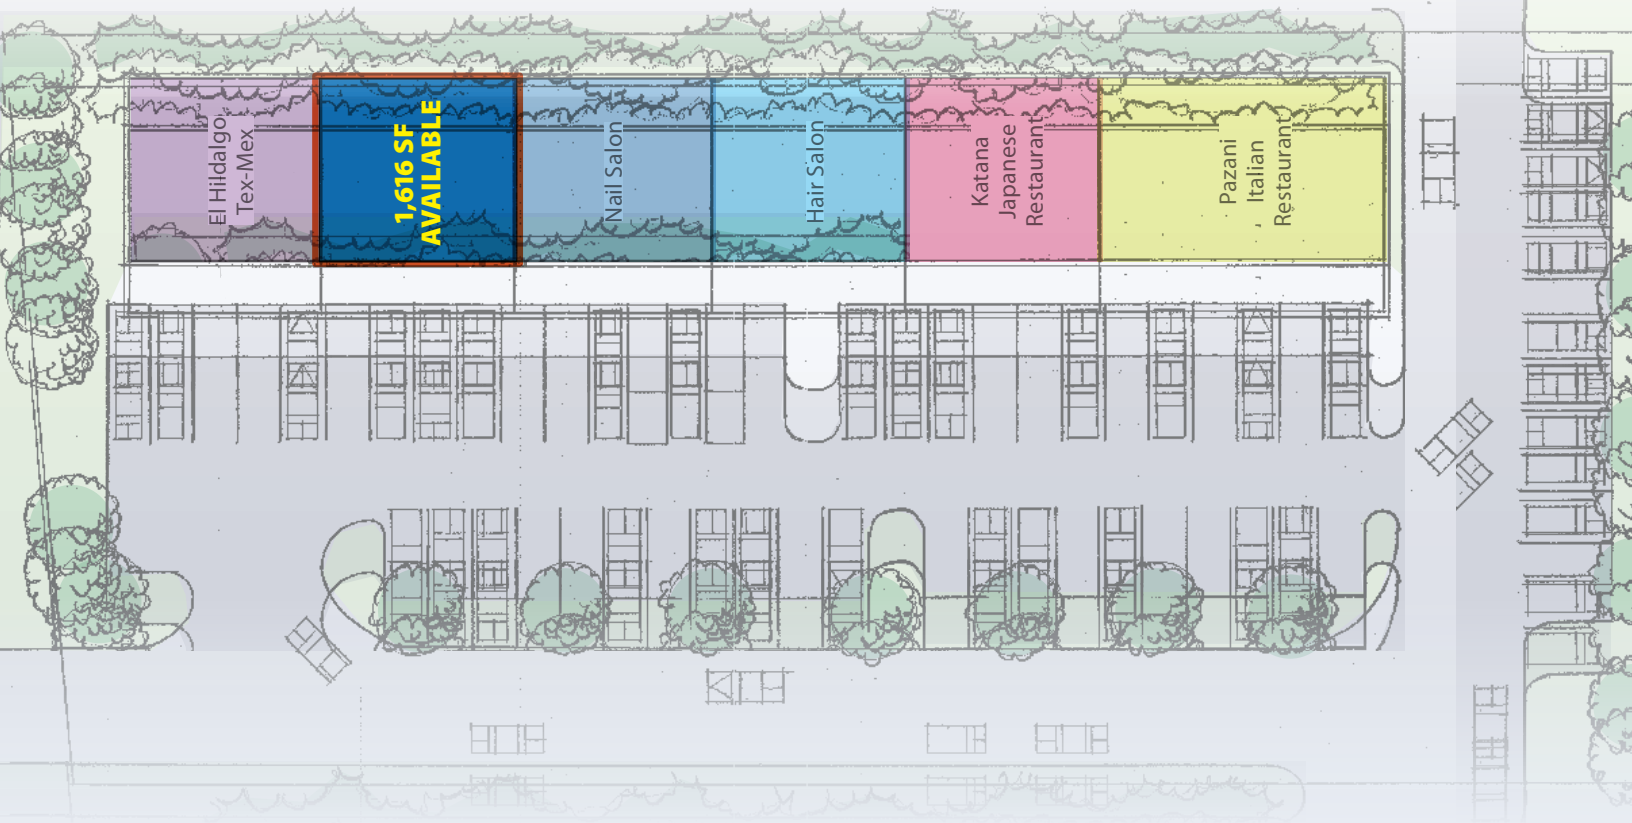 El Hidalgo
Tex-Mex
1,616 SF
AVAILABLE
Nail Salon
Hair Salon
Katana
Japanese
Restaurant
Pazani
Italian
Restaurant